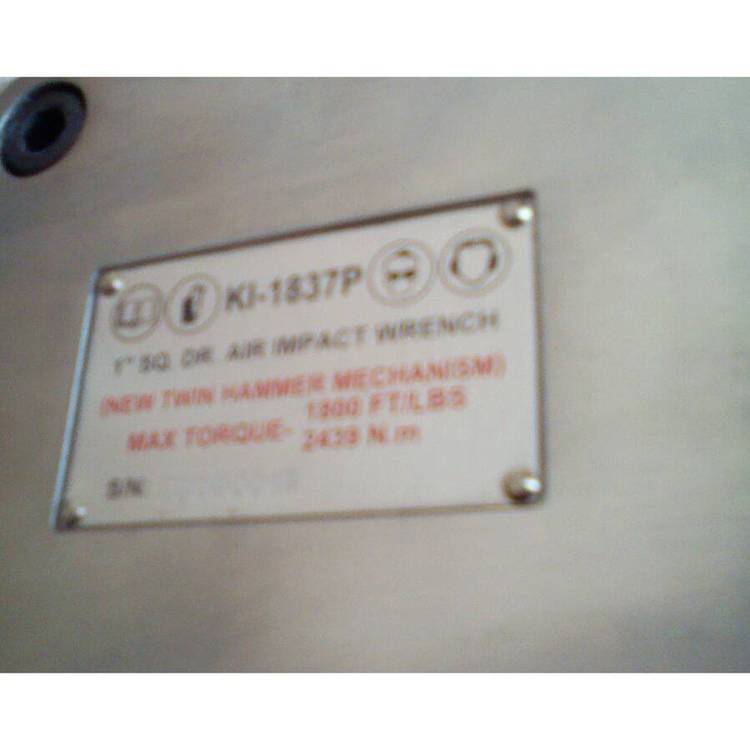 KI-1837P
1" SQ. DR. AIR IMPACT WRENCH
(NEW TWIN HAMMER MECHANISM)
MAX TORQUE- 1800 FT/LBS
2439 N.m
S/N: